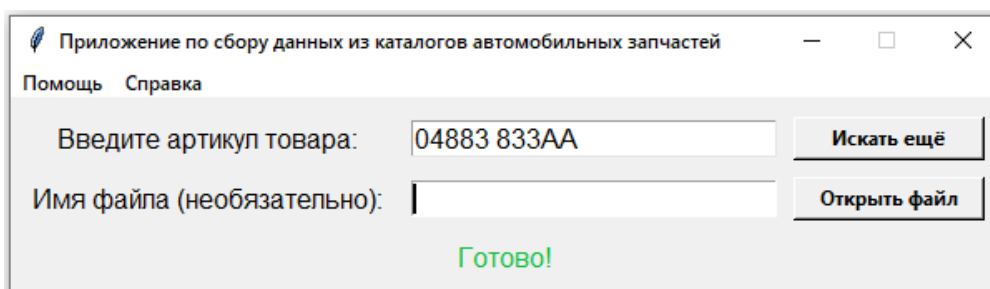 Приложение по сбору данных из каталогов автомобильных запчастей
Помощь Справка
Введите артикул товара: 04883 833AA Искать ещё
Имя файла (необязательно): Открыть файл
Готово!